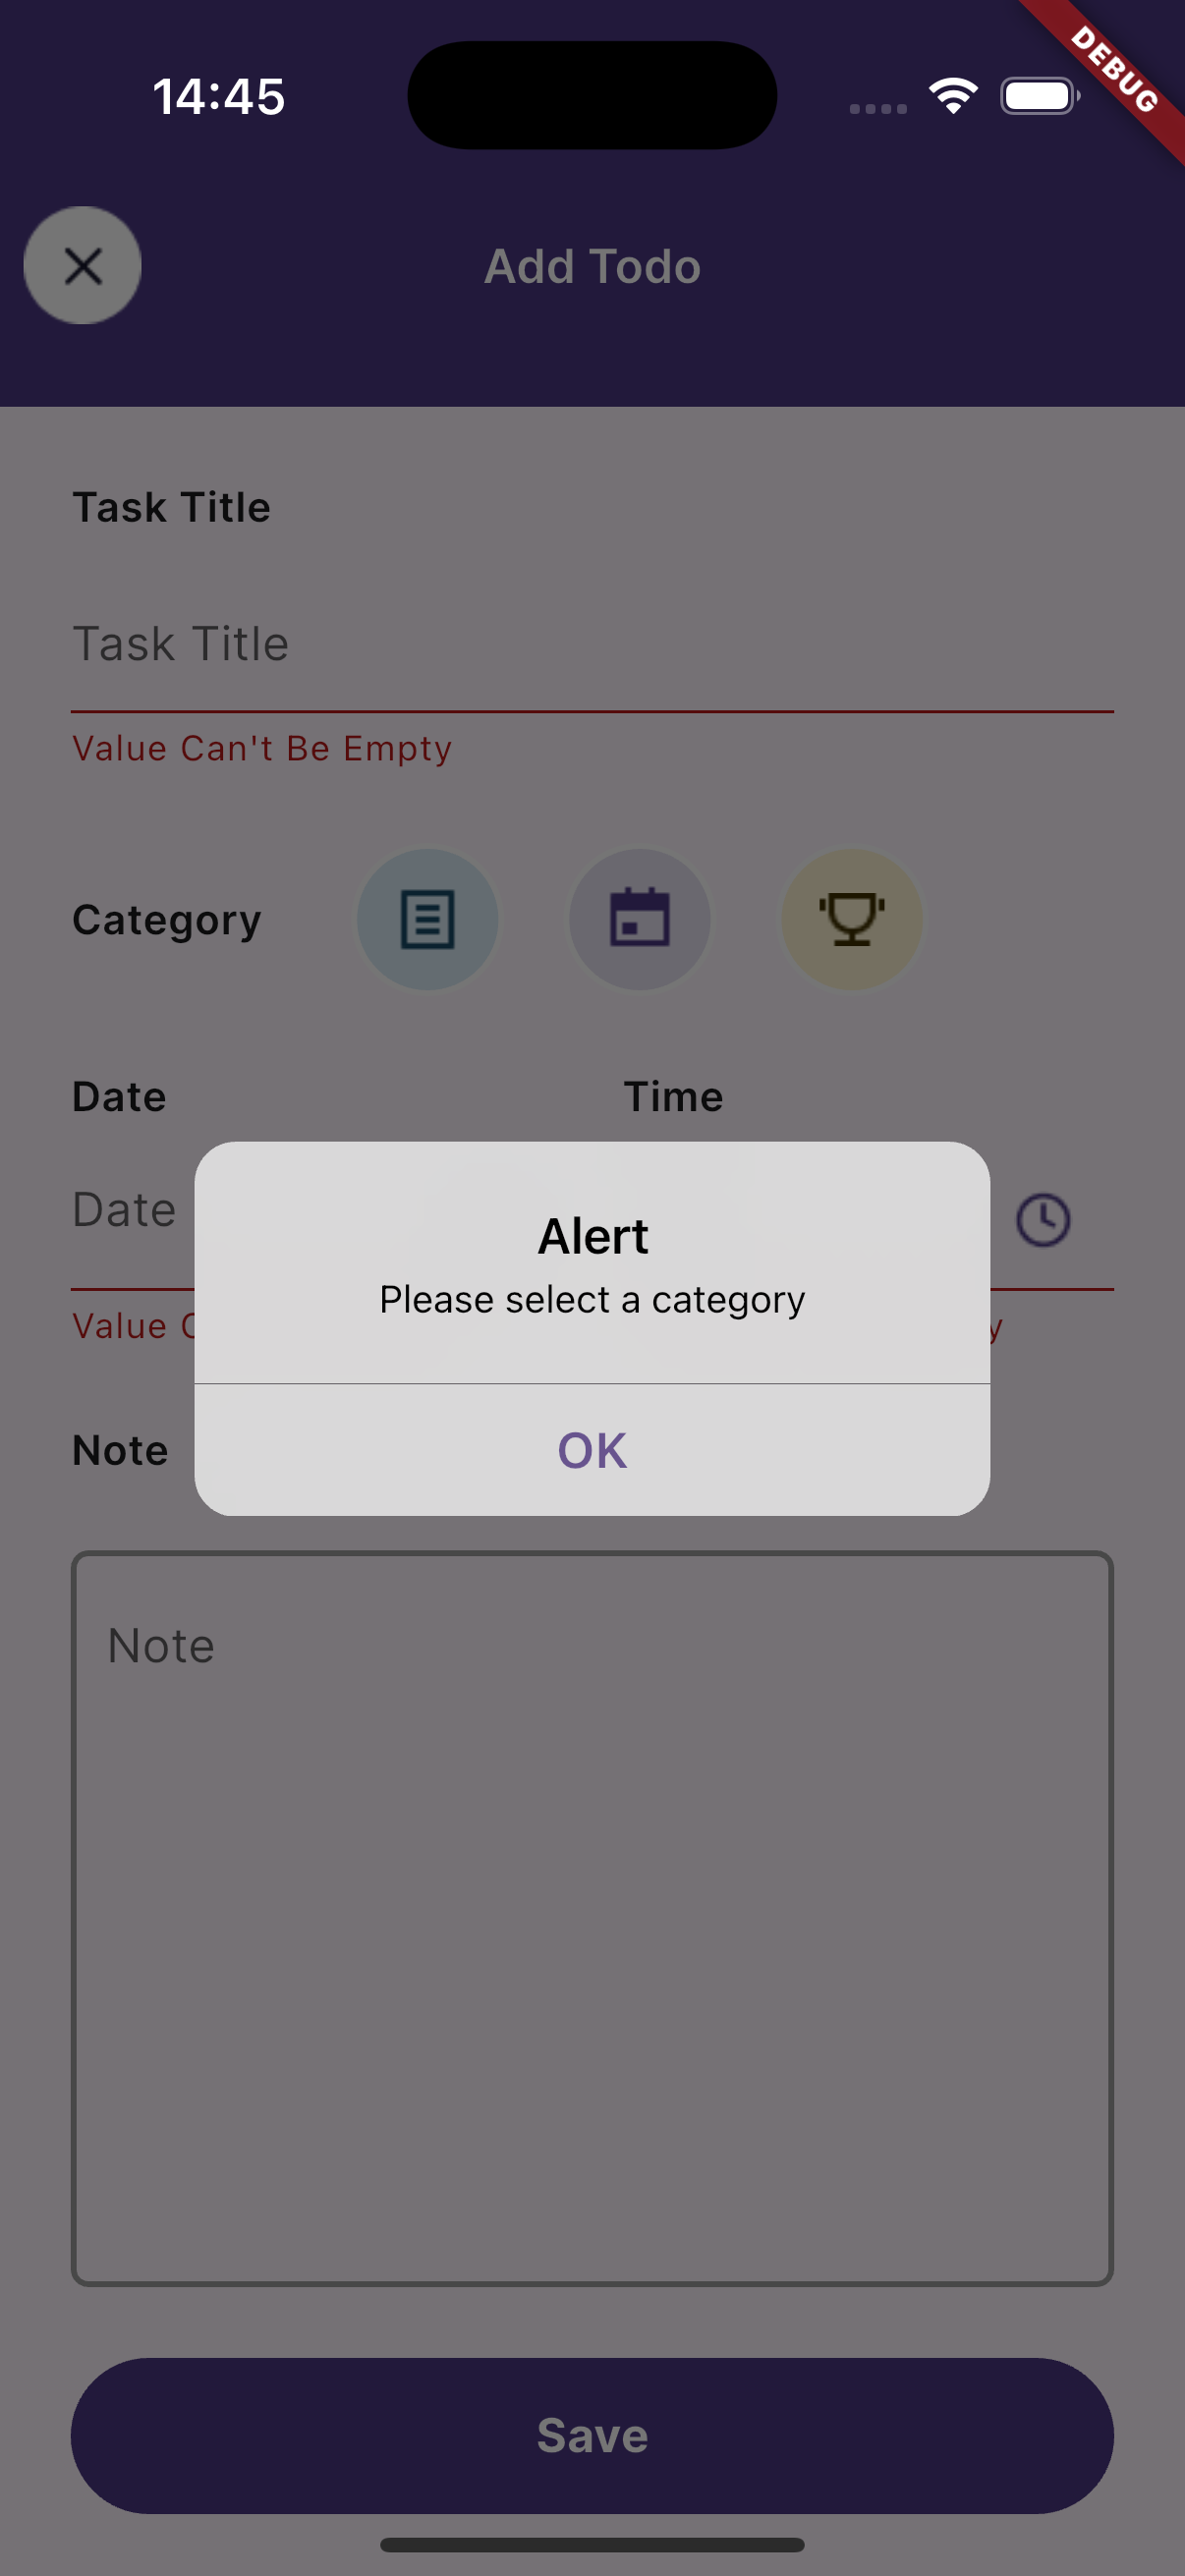 14:45
DEBUG
Add Todo
Task Title
Task Title
Value Can't Be Empty
Category
Date Time
Date
Alert
Please select a category
Value
OK
Note
Note
Save